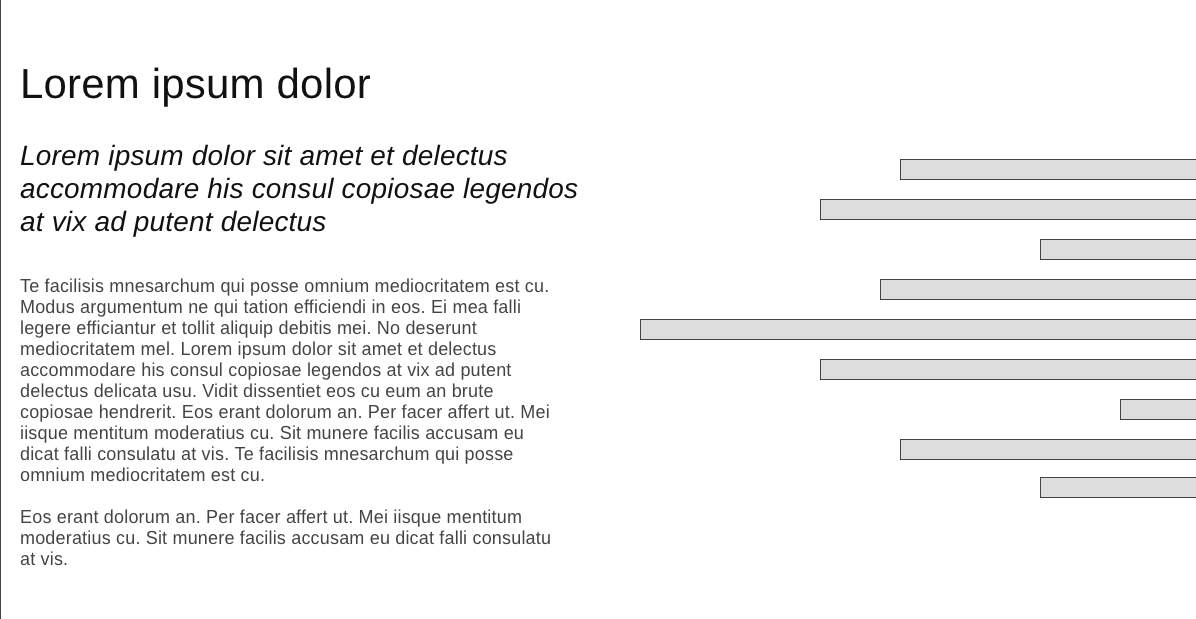 Lorem ipsum dolor
Lorem ipsum dolor sit amet et delectus
accommodare his consul copiosae legendos
at vix ad putent delectus
Te facilisis mnesarchum qui posse omnium mediocritatem est cu.
Modus argumentum ne qui tation efficiendi in eos. Ei mea falli
legere efficiantur et tollit aliquip debitis mei. No deserunt
mediocritatem mel. Lorem ipsum dolor sit amet et delectus
accommodare his consul copiosae legendos at vix ad putent
delectus delicata usu. Vidit dissentiet eos cu eum an brute
copiosae hendrerit. Eos erant dolorum an. Per facer affert ut. Mei
iisque mentitum moderatius cu. Sit munere facilis accusam eu
dicat falli consulatu at vis. Te facilisis mnesarchum qui posse
omnium mediocritatem est cu.
Eos erant dolorum an. Per facer affert ut. Mei iisque mentitum
moderatius cu. Sit munere facilis accusam eu dicat falli consulatu
at vis.